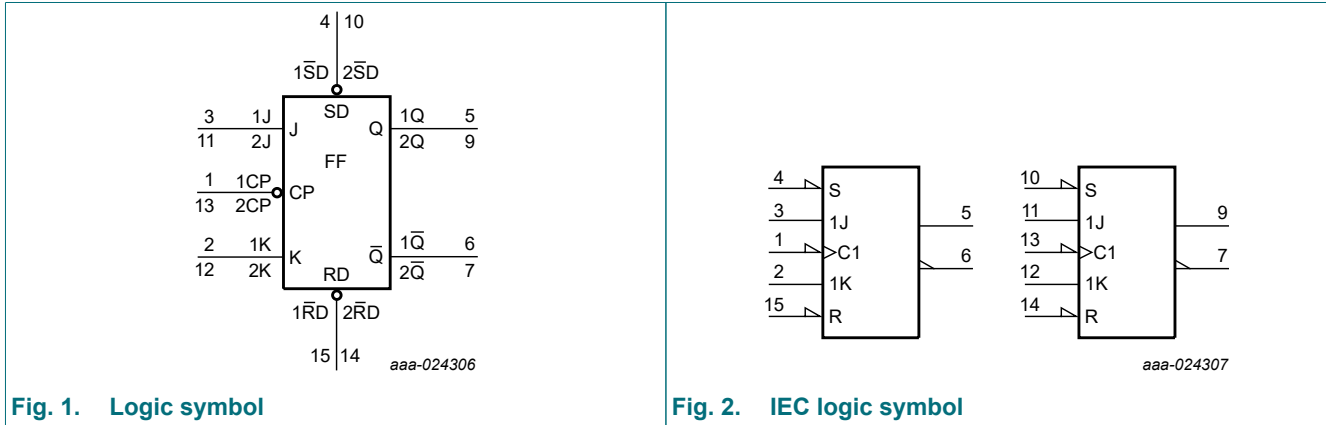 4 10
1S̅D 2S̅D
SD
3 1J J Q 1Q 5
11 2J 2Q 9
FF
1 1CP CP
13 2CP
2 1K K Q̅ 1Q̅ 6
12 2K 2Q̅ 7
RD
1R̅D 2R̅D
15 14
aaa-024306
Fig. 1. Logic symbol
4 S
3 1J 5
1 C1 6
2 1K
15 R
10 S
11 1J 9
13 C1 7
12 1K
14 R
aaa-024307
Fig. 2. IEC logic symbol